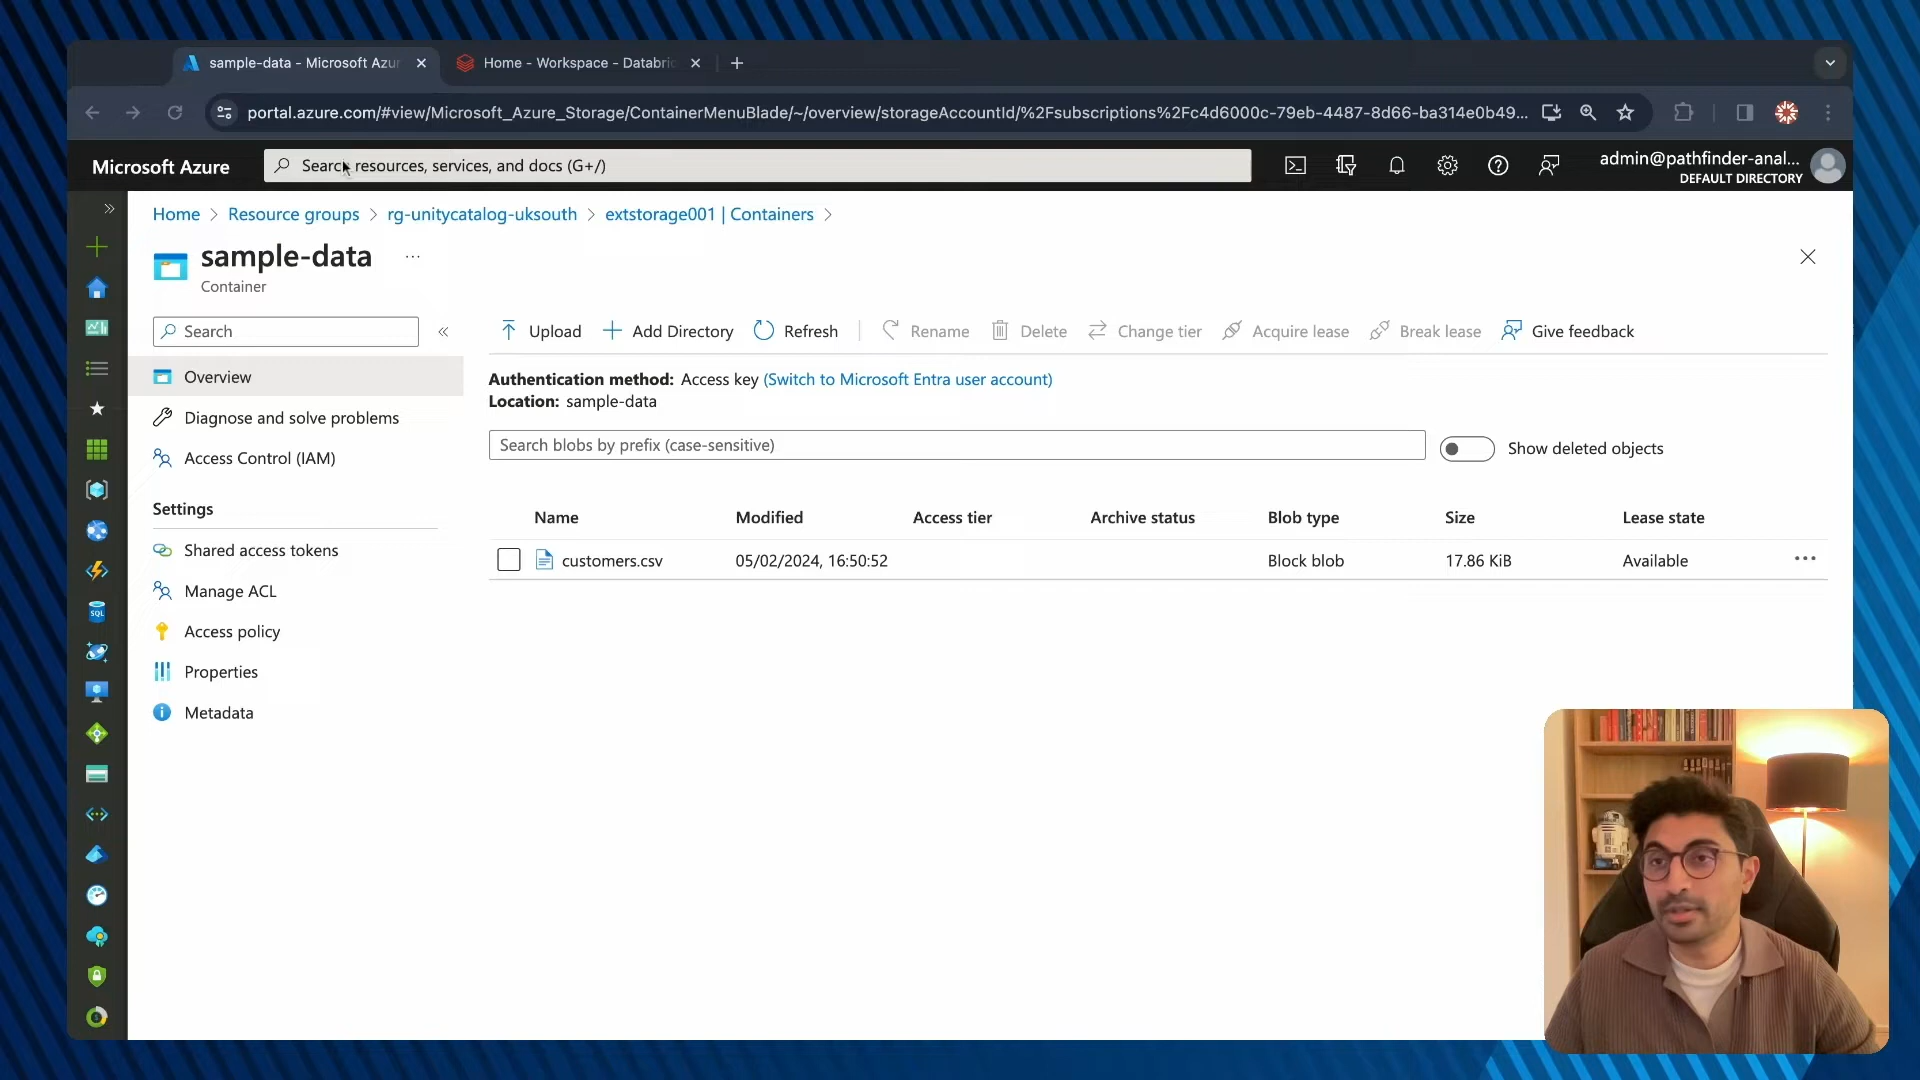 sample-data - Microsoft Azur
Home - Workspace - Databric
portal.azure.com/#view/Microsoft_Azure_Storage/ContainerMenuBlade/~/overview/storageAccountId/%2Fsubscriptions%2Fc4d6000c-79eb-4487-8d66-ba314e0b49...
Microsoft Azure
Search resources, services, and docs (G+/)
admin@pathfinder-anal...
DEFAULT DIRECTORY
Home > Resource groups > rg-unitycatalog-uksouth > extstorage001 | Containers >
sample-data ...
Container
Search
Upload
Add Directory
Refresh
Rename
Delete
Change tier
Acquire lease
Break lease
Give feedback
Overview
Diagnose and solve problems
Access Control (IAM)
Settings
Shared access tokens
Manage ACL
Access policy
Properties
Metadata
Authentication method: Access key (Switch to Microsoft Entra user account)
Location: sample-data
Search blobs by prefix (case-sensitive)
Show deleted objects
Name Modified Access tier Archive status Blob type Size Lease state
customers.csv 05/02/2024, 16:50:52 Block blob 17.86 KiB Available
SQL